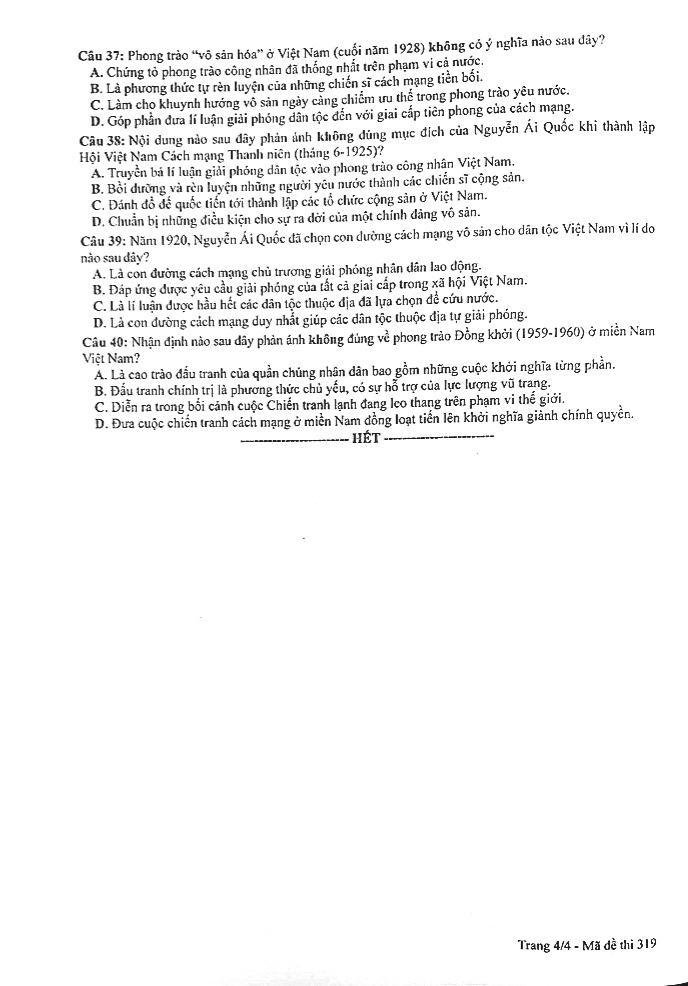 Câu 37: Phong trào “vô sản hóa” ở Việt Nam (cuối năm 1928) không có ý nghĩa nào sau đây?
A. Chứng tỏ phong trào công nhân đã thống nhất trên phạm vi cả nước.
B. Là phương thức tự rèn luyện của những chiến sĩ cách mạng tiền bối.
C. Làm cho khuynh hướng vô sản ngày càng chiếm ưu thế trong phong trào yêu nước.
D. Góp phần đưa lí luận giải phóng dân tộc đến với giai cấp tiên phong của cách mạng.
Câu 38: Nội dung nào sau đây phản ánh không đúng mục đích của Nguyễn Ái Quốc khi thành lập
Hội Việt Nam Cách mạng Thanh niên (tháng 6-1925)?
A. Truyền bá lí luận giải phóng dân tộc vào phong trào công nhân Việt Nam.
B. Bồi dưỡng và rèn luyện những người yêu nước thành các chiến sĩ cộng sản.
C. Đánh đổ đế quốc tiến tới thành lập các tổ chức cộng sản ở Việt Nam.
D. Chuẩn bị những điều kiện cho sự ra đời của một chính đảng vô sản.
Câu 39: Năm 1920, Nguyễn Ái Quốc đã chọn con đường cách mạng vô sản cho dân tộc Việt Nam vì lí do
nào sau đây?
A. Là con đường cách mạng chủ trương giải phóng nhân dân lao động.
B. Đáp ứng được yêu cầu giải phóng của tất cả giai cấp trong xã hội Việt Nam.
C. Là lí luận được hầu hết các dân tộc thuộc địa đã lựa chọn để cứu nước.
D. Là con đường cách mạng duy nhất giúp các dân tộc thuộc địa tự giải phóng.
Câu 40: Nhận định nào sau đây phản ánh không đúng về phong trào Đồng khởi (1959-1960) ở miền Nam
Việt Nam?
A. Là cao trào đấu tranh của quần chúng nhân dân bao gồm những cuộc khởi nghĩa từng phần.
B. Đấu tranh chính trị là phương thức chủ yếu, có sự hỗ trợ của lực lượng vũ trang.
C. Diễn ra trong bối cảnh cuộc Chiến tranh lạnh đang leo thang trên phạm vi thế giới.
D. Đưa cuộc chiến tranh cách mạng ở miền Nam đồng loạt tiến lên khởi nghĩa giành chính quyền.
------------------------- HẾT -------------------------
Trang 4/4 - Mã đề thi 319